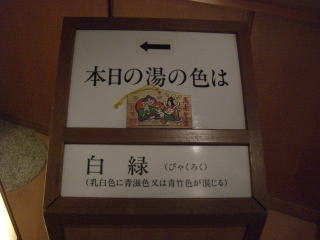 本日の湯の色は
白緑 (びゃくろく)
(乳白色に青滋色又は青竹色が混じる)